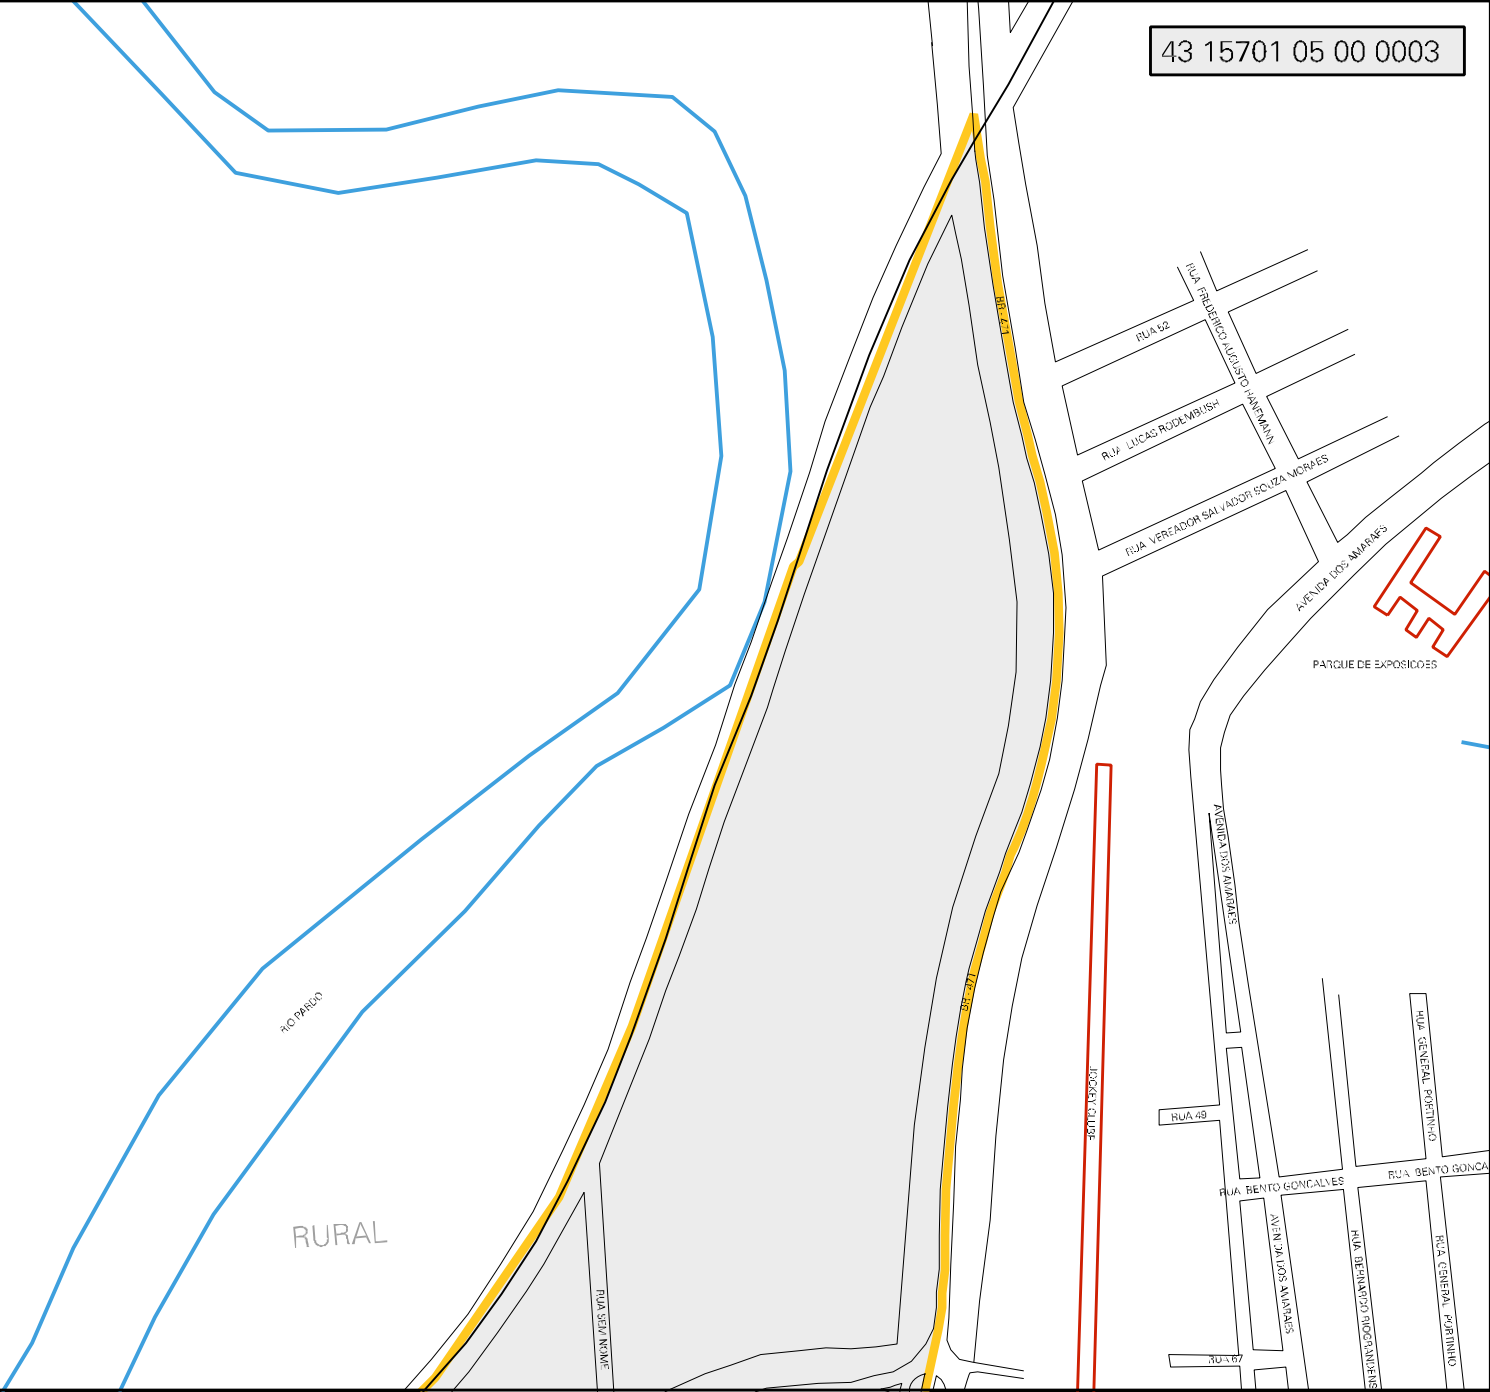 43 15701 05 00 0003
RUA FREDERICO AUGUSTO HANEMANN
BR - 471
RUA 52
RUA LUCAS RODEMBUSH
RUA VEREADOR SALVADOR SOUZA MORAES
AVENIDA DOS AMARAES
PARQUE DE EXPOSICOES
AVENIDA DOS AMARAES
BR - 471
RIO PARDO
RUA GENERAL PORTINHO
JOCKEY CLUBE
RUA 49
RUA BENTO GONCA
RUA BENTO GONCALVES
RURAL
AVENIDA DOS AMARAES
RUA BERNARDO RIOGRANDENS
RUA GENERAL PORTINHO
RUA SEM NOME
RUA 67